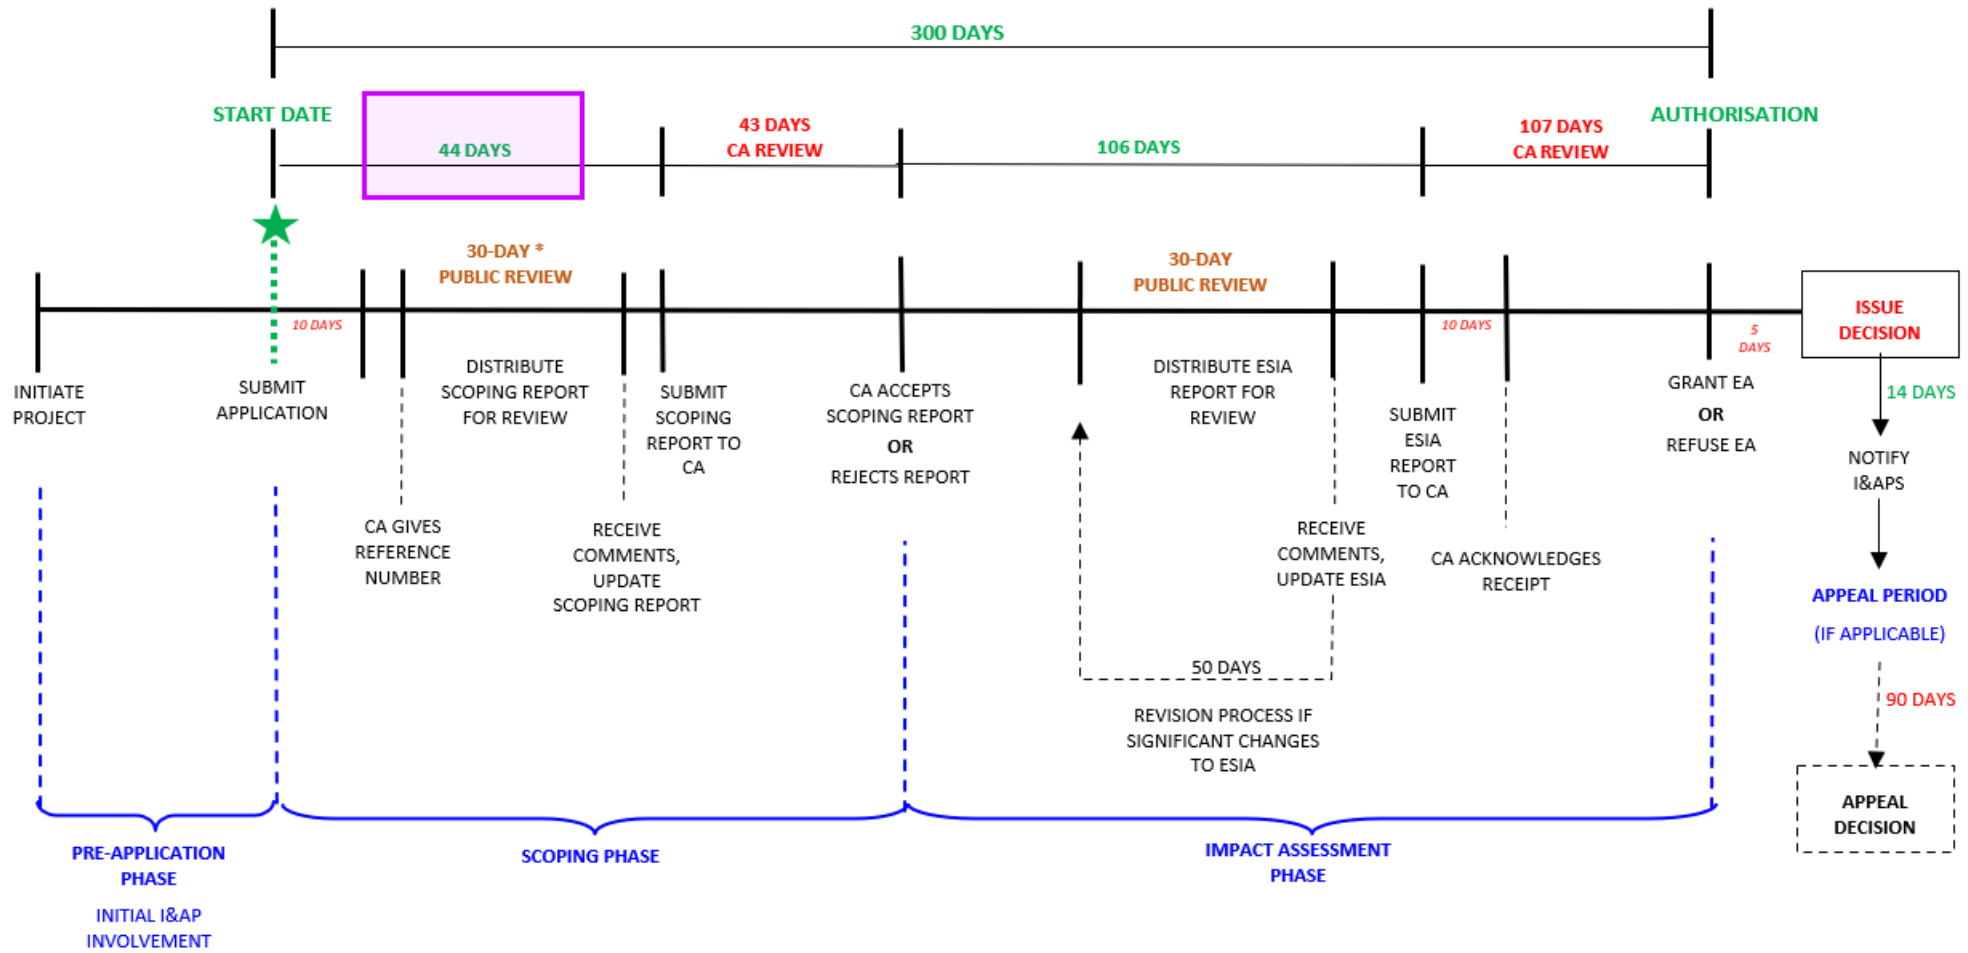 300 DAYS
START DATE
44 DAYS
43 DAYS
CA REVIEW
106 DAYS
107 DAYS
CA REVIEW
AUTHORISATION
30-DAY *
PUBLIC REVIEW
30-DAY
PUBLIC REVIEW
10 DAYS
10 DAYS
5
DAYS
ISSUE
DECISION
INITIATE
PROJECT
SUBMIT
APPLICATION
DISTRIBUTE
SCOPING REPORT
FOR REVIEW
SUBMIT
SCOPING
REPORT TO
CA
CA ACCEPTS
SCOPING REPORT
OR
REJECTS REPORT
DISTRIBUTE ESIA
REPORT FOR
REVIEW
SUBMIT
ESIA
REPORT
TO CA
GRANT EA
OR
REFUSE EA
14 DAYS
NOTIFY
I&APS
CA GIVES
REFERENCE
NUMBER
RECEIVE
COMMENTS,
UPDATE
SCOPING REPORT
RECEIVE
COMMENTS,
UPDATE ESIA
CA ACKNOWLEDGES
RECEIPT
APPEAL PERIOD
(IF APPLICABLE)
50 DAYS
REVISION PROCESS IF
SIGNIFICANT CHANGES
TO ESIA
90 DAYS
APPEAL
DECISION
PRE-APPLICATION
PHASE
INITIAL I&AP
INVOLVEMENT
SCOPING PHASE
IMPACT ASSESSMENT
PHASE